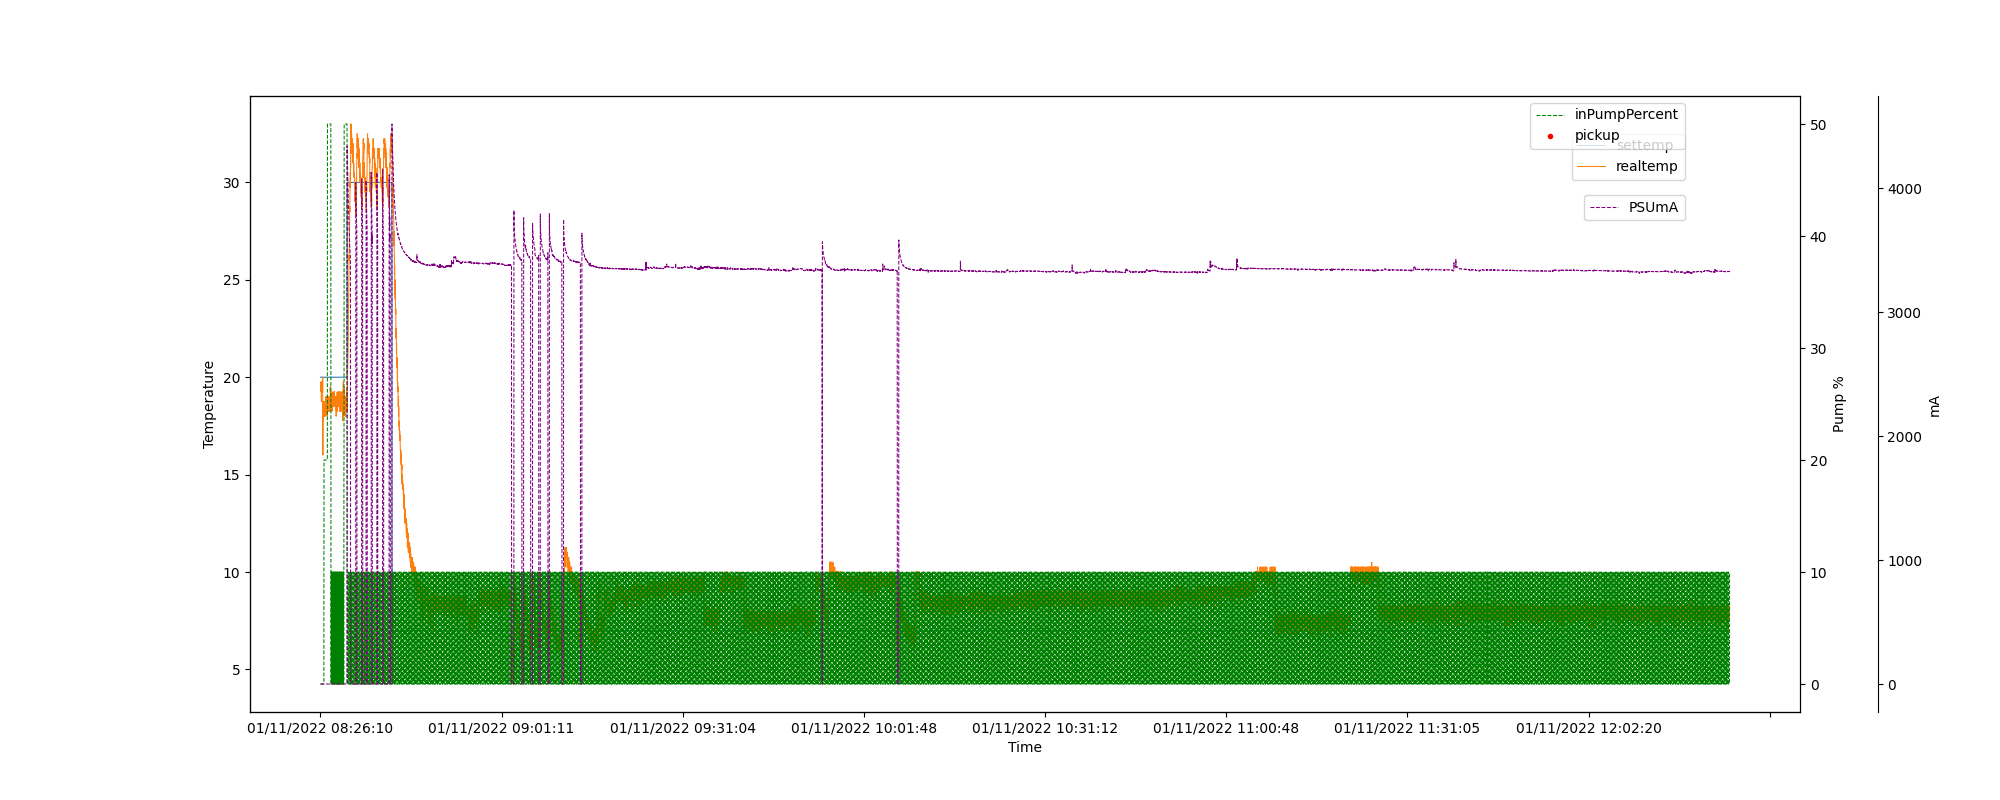 inPumpPercent
pickup
settemp
realtemp
PSUmA
30
25
20
15
10
5
Temperature
50
40
30
20
10
0
Pump %
4000
3000
2000
1000
0
mA
01/11/2022 08:26:10
01/11/2022 09:01:11
01/11/2022 09:31:04
01/11/2022 10:01:48
01/11/2022 10:31:12
01/11/2022 11:00:48
01/11/2022 11:31:05
01/11/2022 12:02:20
Time